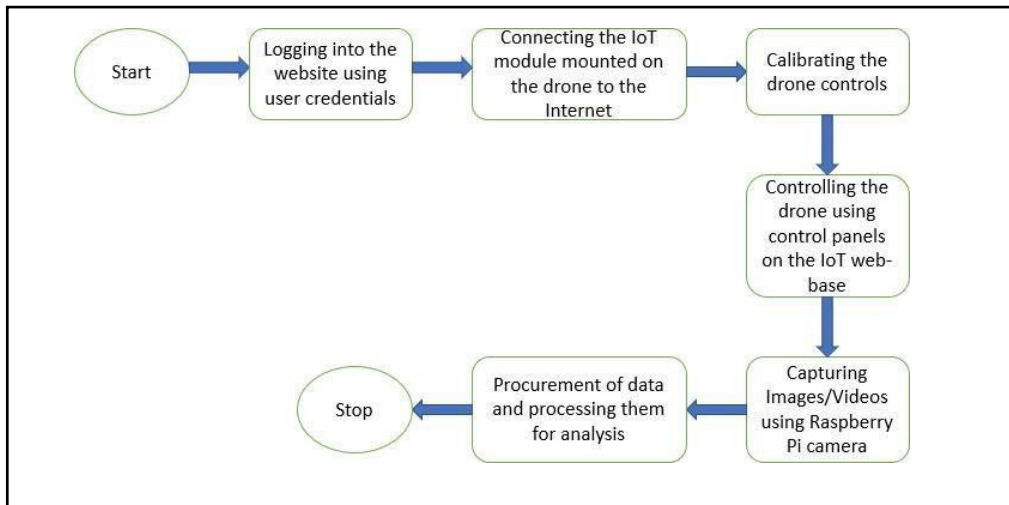 Start
Logging into the
website using
user credentials
Connecting the IoT
module mounted on
the drone to the
Internet
Calibrating the
drone controls
Controlling the
drone using
control panels
on the IoT web-
base
Capturing
Images/Videos
using Raspberry
Pi camera
Procurement of data
and processing them
for analysis
Stop